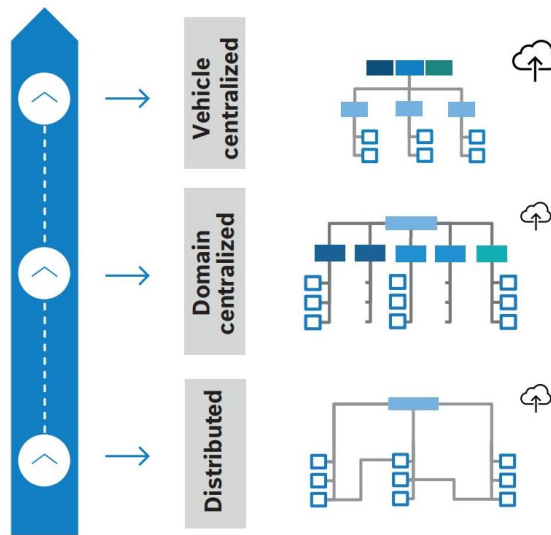 Vehicle
centralized
Domain
centralized
Distributed